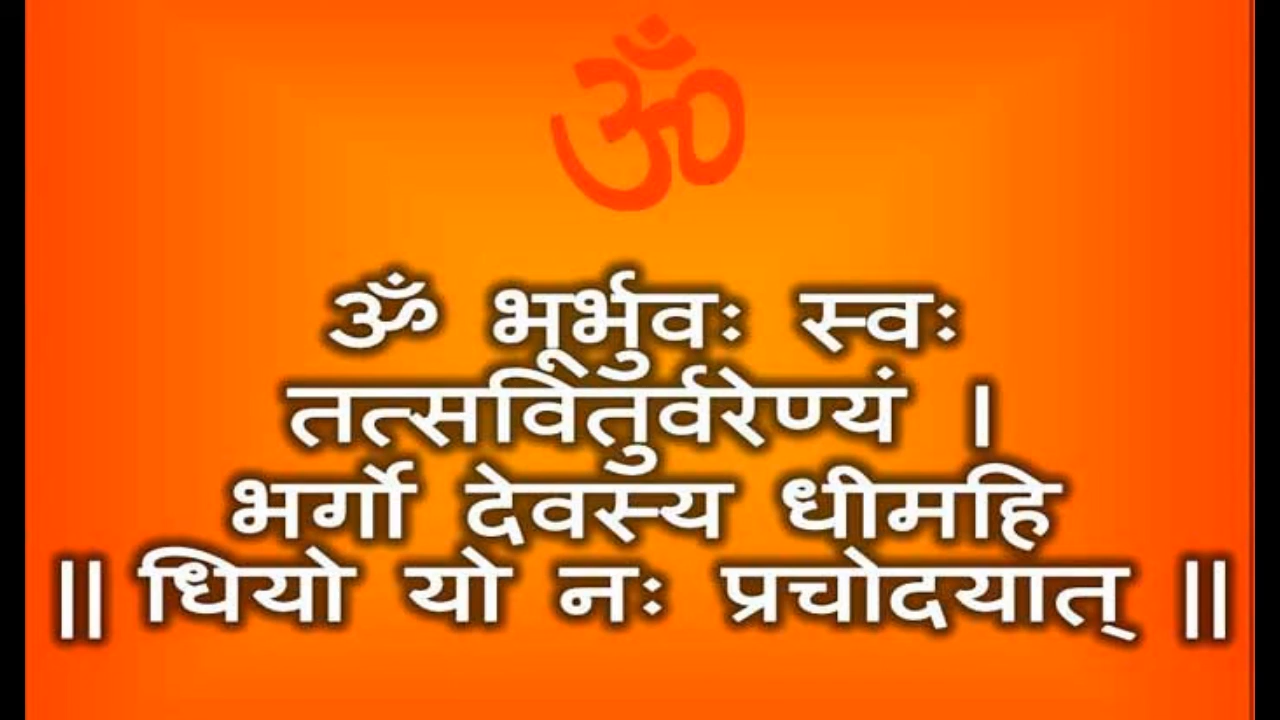 ॐ
ॐ भूर्भुवः स्वः
तत्सवितुर्वरेण्यं ।
भर्गो देवस्य धीमहि
|| धियो यो नः प्रचोदयात् ||